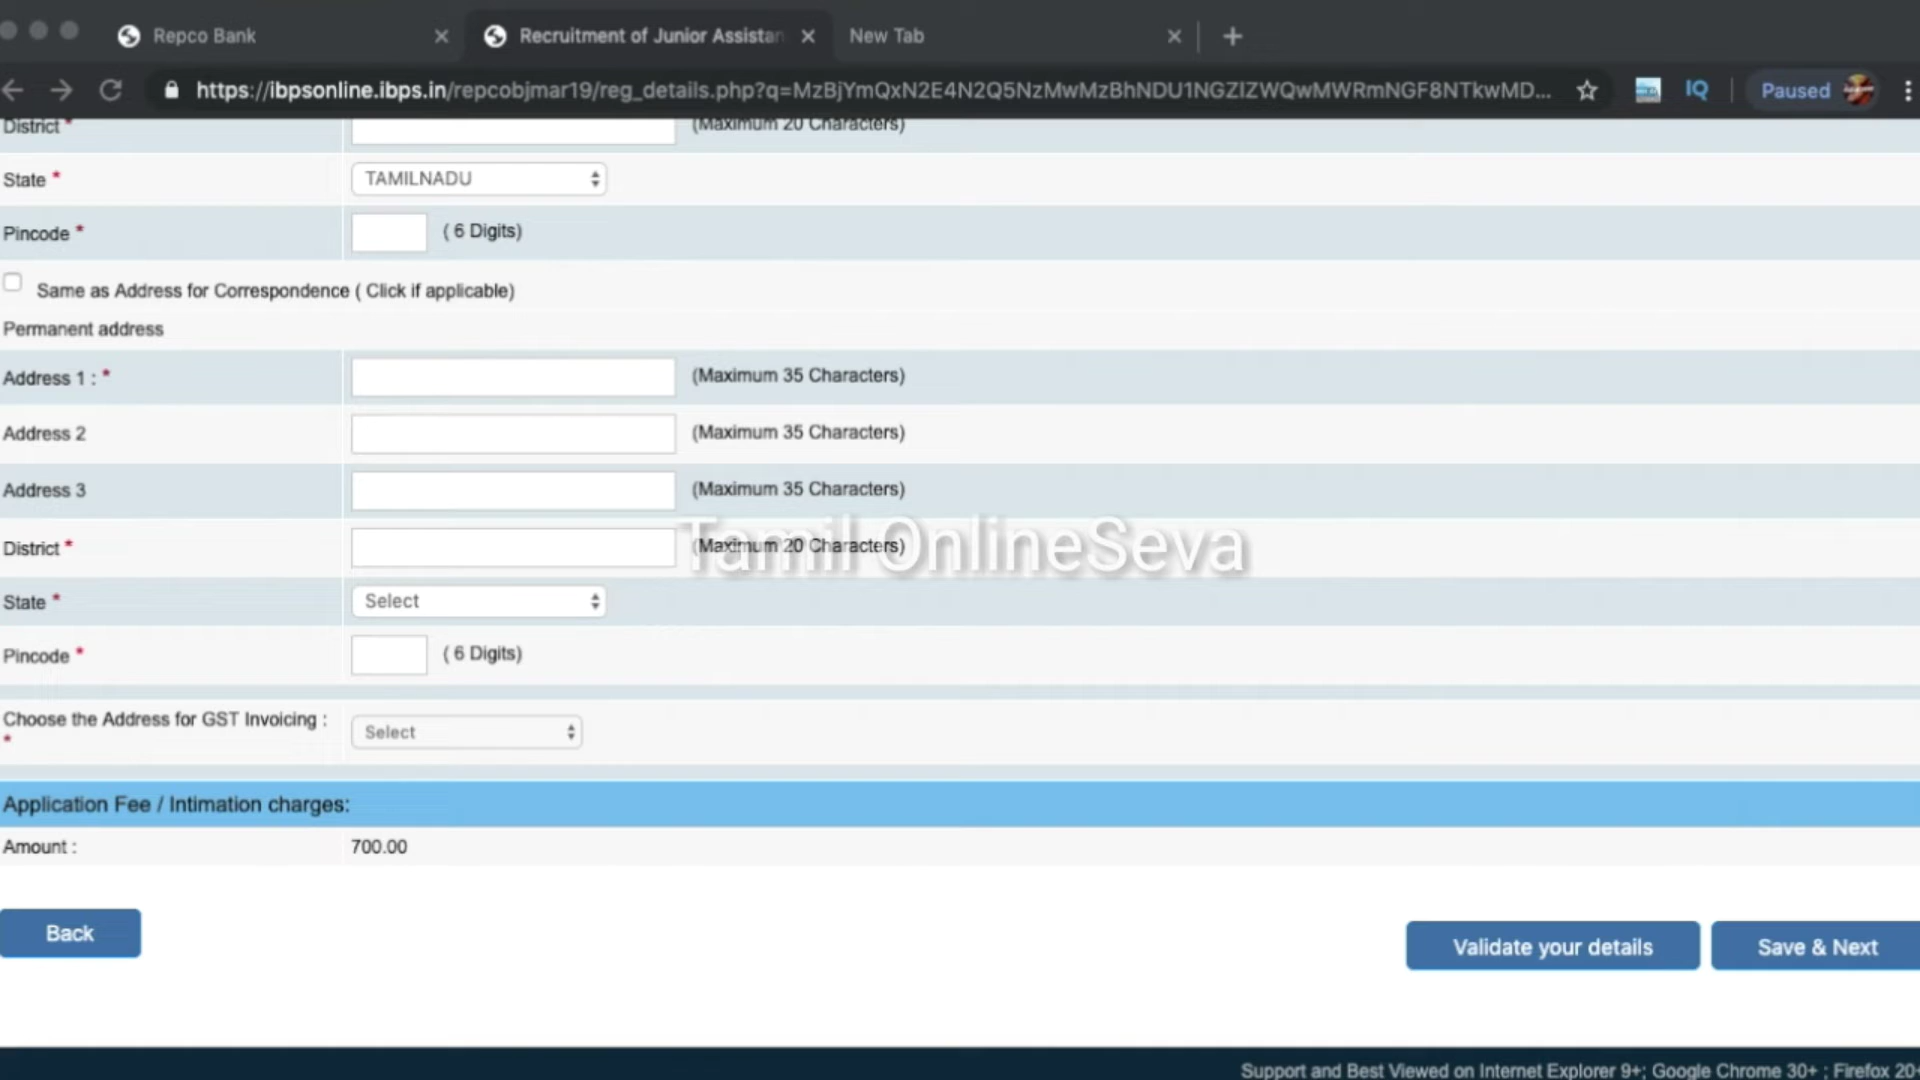 Repco Bank
Recruitment of Junior Assistan
New Tab
https://ibpsonline.ibps.in/repcobjmar19/reg_details.php?q=MzBjYmQxN2E4N2Q5NzMwMzBhNDU1NGZlZWQwMWRmNGF8NTkwMD...
IQ
Paused
District * (Maximum 20 Characters)
State * TAMILNADU
Pincode * ( 6 Digits)
Same as Address for Correspondence ( Click if applicable)
Permanent address
Address 1 : * (Maximum 35 Characters)
Address 2 (Maximum 35 Characters)
Address 3 (Maximum 35 Characters)
District * (Maximum 20 Characters)
Tamil OnlineSeva
State * Select
Pincode * ( 6 Digits)
Choose the Address for GST Invoicing :
* Select
Application Fee / Intimation charges:
Amount : 700.00
Back
Validate your details
Save & Next
Support and Best Viewed on Internet Explorer 9+; Google Chrome 30+ ; Firefox 20+